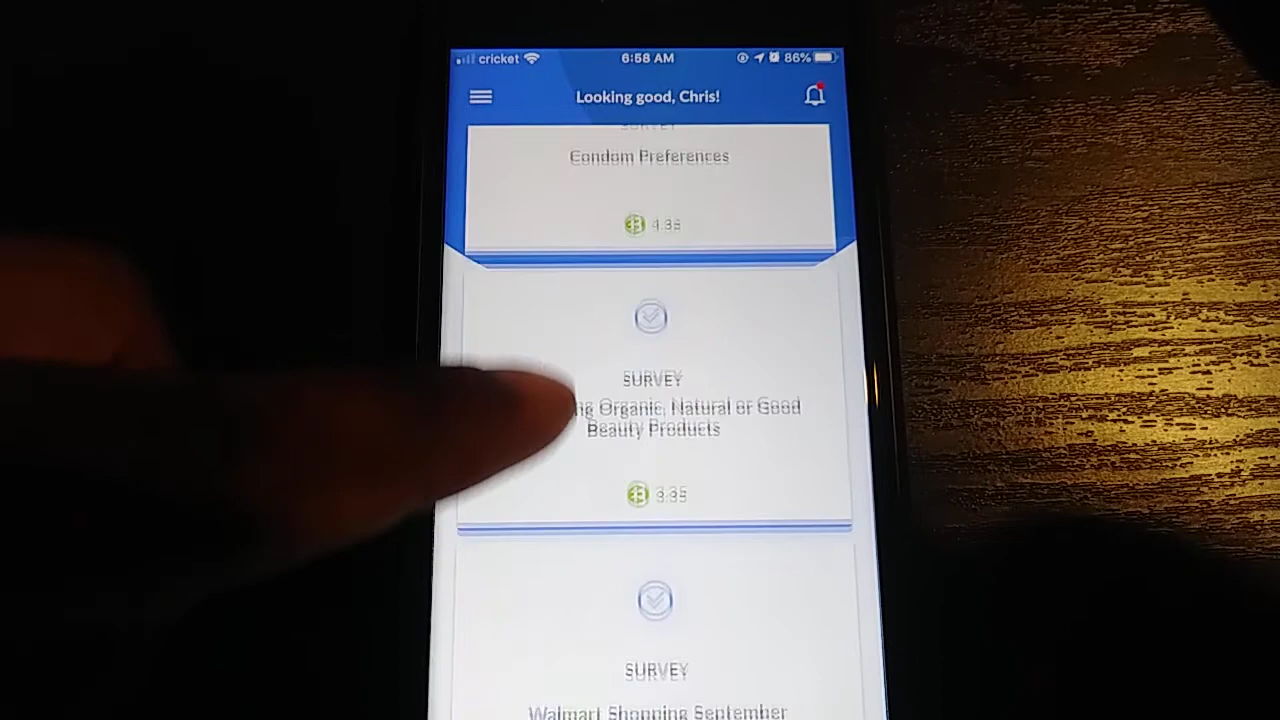 cricket
6:58 AM
86%
Looking good, Chris!
SURVEY
Condom Preferences
4.35
SURVEY
Organic, Natural or Good
Beauty Products
3.35
SURVEY
Walmart Shopping September